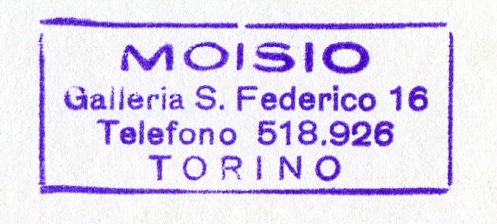 MOISIO
Galleria S. Federico 16
Telefono 518.926
TORINO